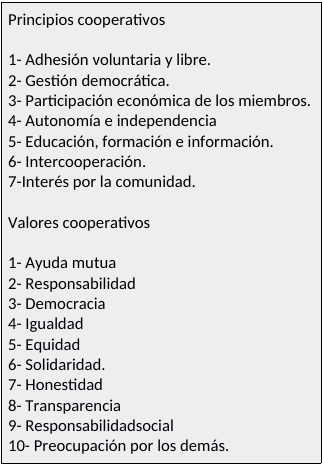 Principios cooperativos
1- Adhesión voluntaria y libre.
2- Gestión democrática.
3- Participación económica de los miembros.
4- Autonomía e independencia
5- Educación, formación e información.
6- Intercooperación.
7-Interés por la comunidad.
Valores cooperativos
1- Ayuda mutua
2- Responsabilidad
3- Democracia
4- Igualdad
5- Equidad
6- Solidaridad.
7- Honestidad
8- Transparencia
9- Responsabilidadsocial
10- Preocupación por los demás.